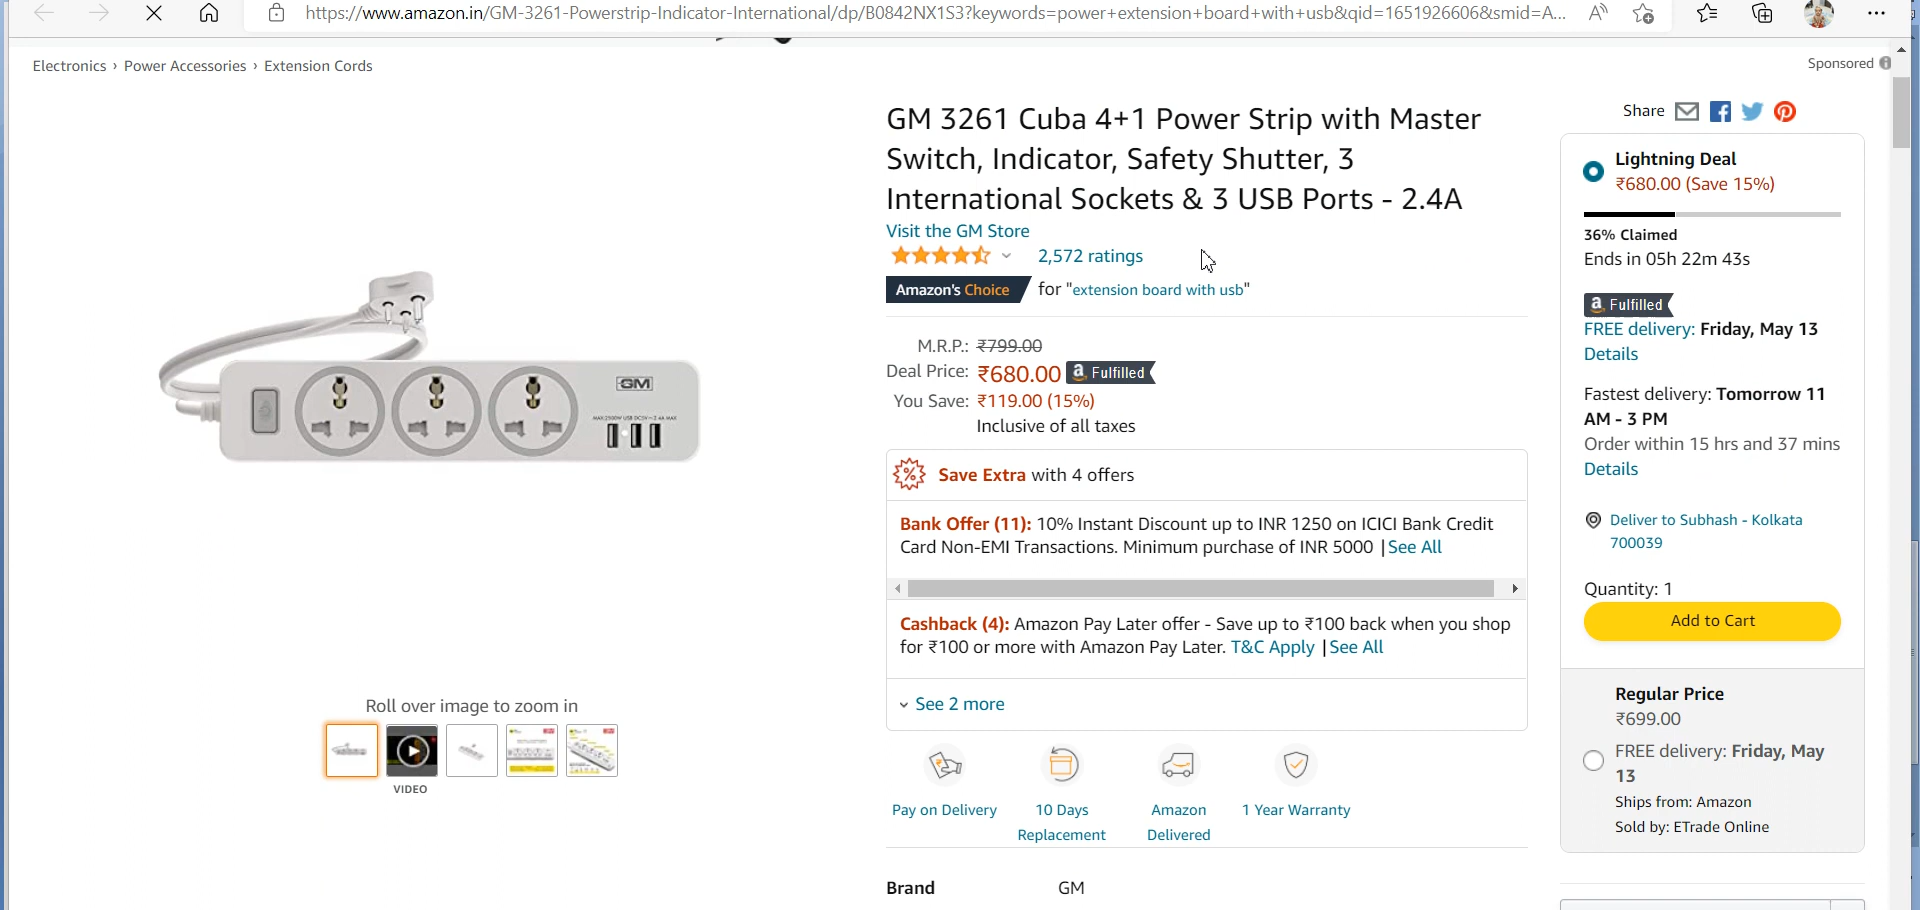 https://www.amazon.in/GM-3261-Powerstrip-Indicator-International/dp/B0842NX1S3?keywords=power+extension+board+with+usb&qid=1651926606&smid=A...
Electronics › Power Accessories › Extension Cords
Sponsored
GM 3261 Cuba 4+1 Power Strip with Master
Switch, Indicator, Safety Shutter, 3
International Sockets & 3 USB Ports - 2.4A
Visit the GM Store
2,572 ratings
Amazon's Choice for "extension board with usb"
M.R.P.: ₹799.00
Deal Price: ₹680.00 a Fulfilled
You Save: ₹119.00 (15%)
Inclusive of all taxes
Save Extra with 4 offers
Bank Offer (11): 10% Instant Discount up to INR 1250 on ICICI Bank Credit
Card Non-EMI Transactions. Minimum purchase of INR 5000 |See All
Cashback (4): Amazon Pay Later offer - Save up to ₹100 back when you shop
for ₹100 or more with Amazon Pay Later. T&C Apply |See All
See 2 more
Pay on Delivery
10 Days
Replacement
Amazon
Delivered
1 Year Warranty
Brand GM
GM
MAX 2500W USB DC5V⎓2.4A MAX
Roll over image to zoom in
VIDEO
Share
Lightning Deal
₹680.00 (Save 15%)
36% Claimed
Ends in 05h 22m 43s
a Fulfilled
FREE delivery: Friday, May 13
Details
Fastest delivery: Tomorrow 11
AM - 3 PM
Order within 15 hrs and 37 mins
Details
Deliver to Subhash - Kolkata
700039
Quantity: 1
Add to Cart
Regular Price
₹699.00
FREE delivery: Friday, May
13
Ships from: Amazon
Sold by: ETrade Online